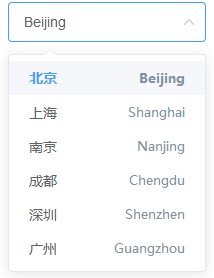 Beijing
北京 Beijing
上海 Shanghai
南京 Nanjing
成都 Chengdu
深圳 Shenzhen
广州 Guangzhou